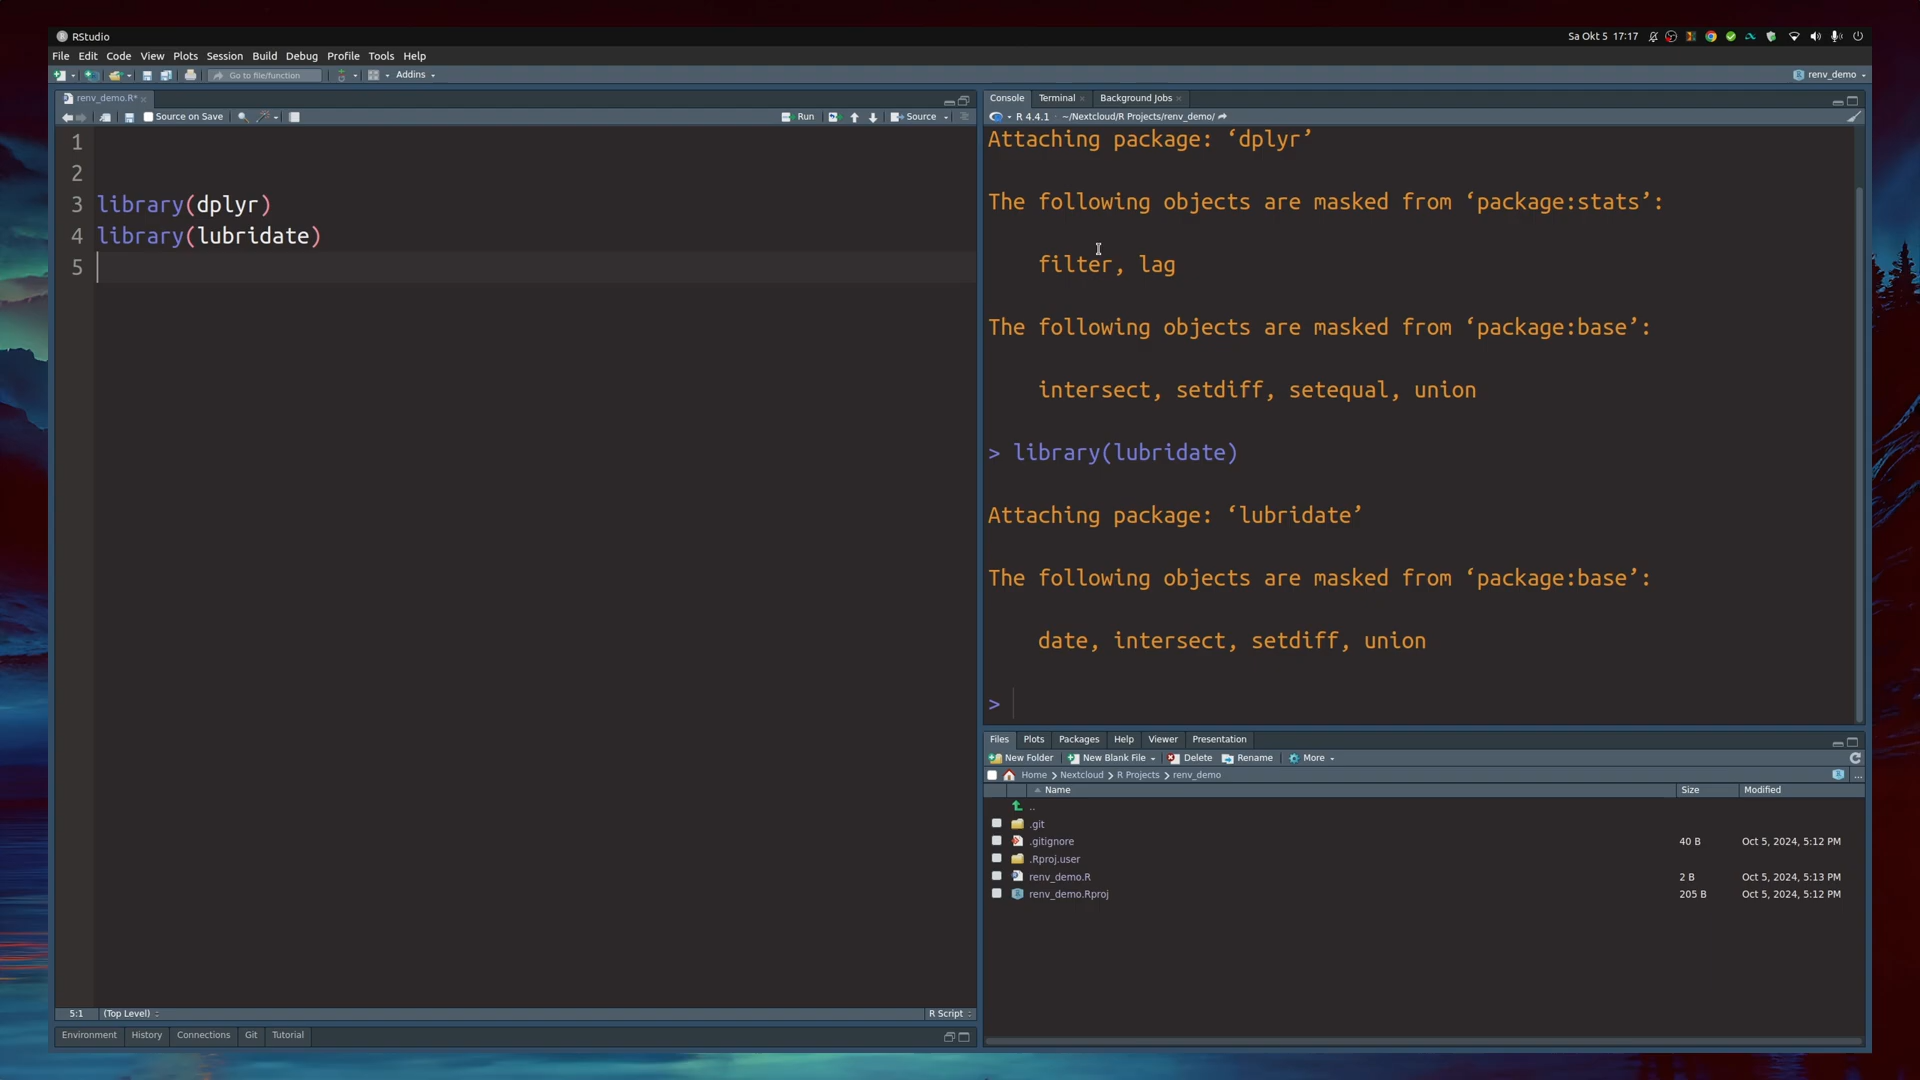 RStudio
Sa Okt 5 17:17
File Edit Code View Plots Session Build Debug Profile Tools Help
Go to file/function
Addins
renv_demo
renv_demo.R*
Source on Save
Run
Source
1
2
3 library(dplyr)
4 library(lubridate)
5
5:1 (Top Level)
R Script
Environment History Connections Git Tutorial
Console Terminal Background Jobs
R 4.4.1 · ~/Nextcloud/R Projects/renv_demo/
Attaching package: ‘dplyr’
The following objects are masked from ‘package:stats’:
filter, lag
The following objects are masked from ‘package:base’:
intersect, setdiff, setequal, union
> library(lubridate)
Attaching package: ‘lubridate’
The following objects are masked from ‘package:base’:
date, intersect, setdiff, union
>
Files Plots Packages Help Viewer Presentation
New Folder New Blank File Delete Rename More
Home > Nextcloud > R Projects > renv_demo
...
Name Size Modified
..
.git
.gitignore 40 B Oct 5, 2024, 5:12 PM
.Rproj.user
renv_demo.R 2 B Oct 5, 2024, 5:13 PM
renv_demo.Rproj 205 B Oct 5, 2024, 5:12 PM